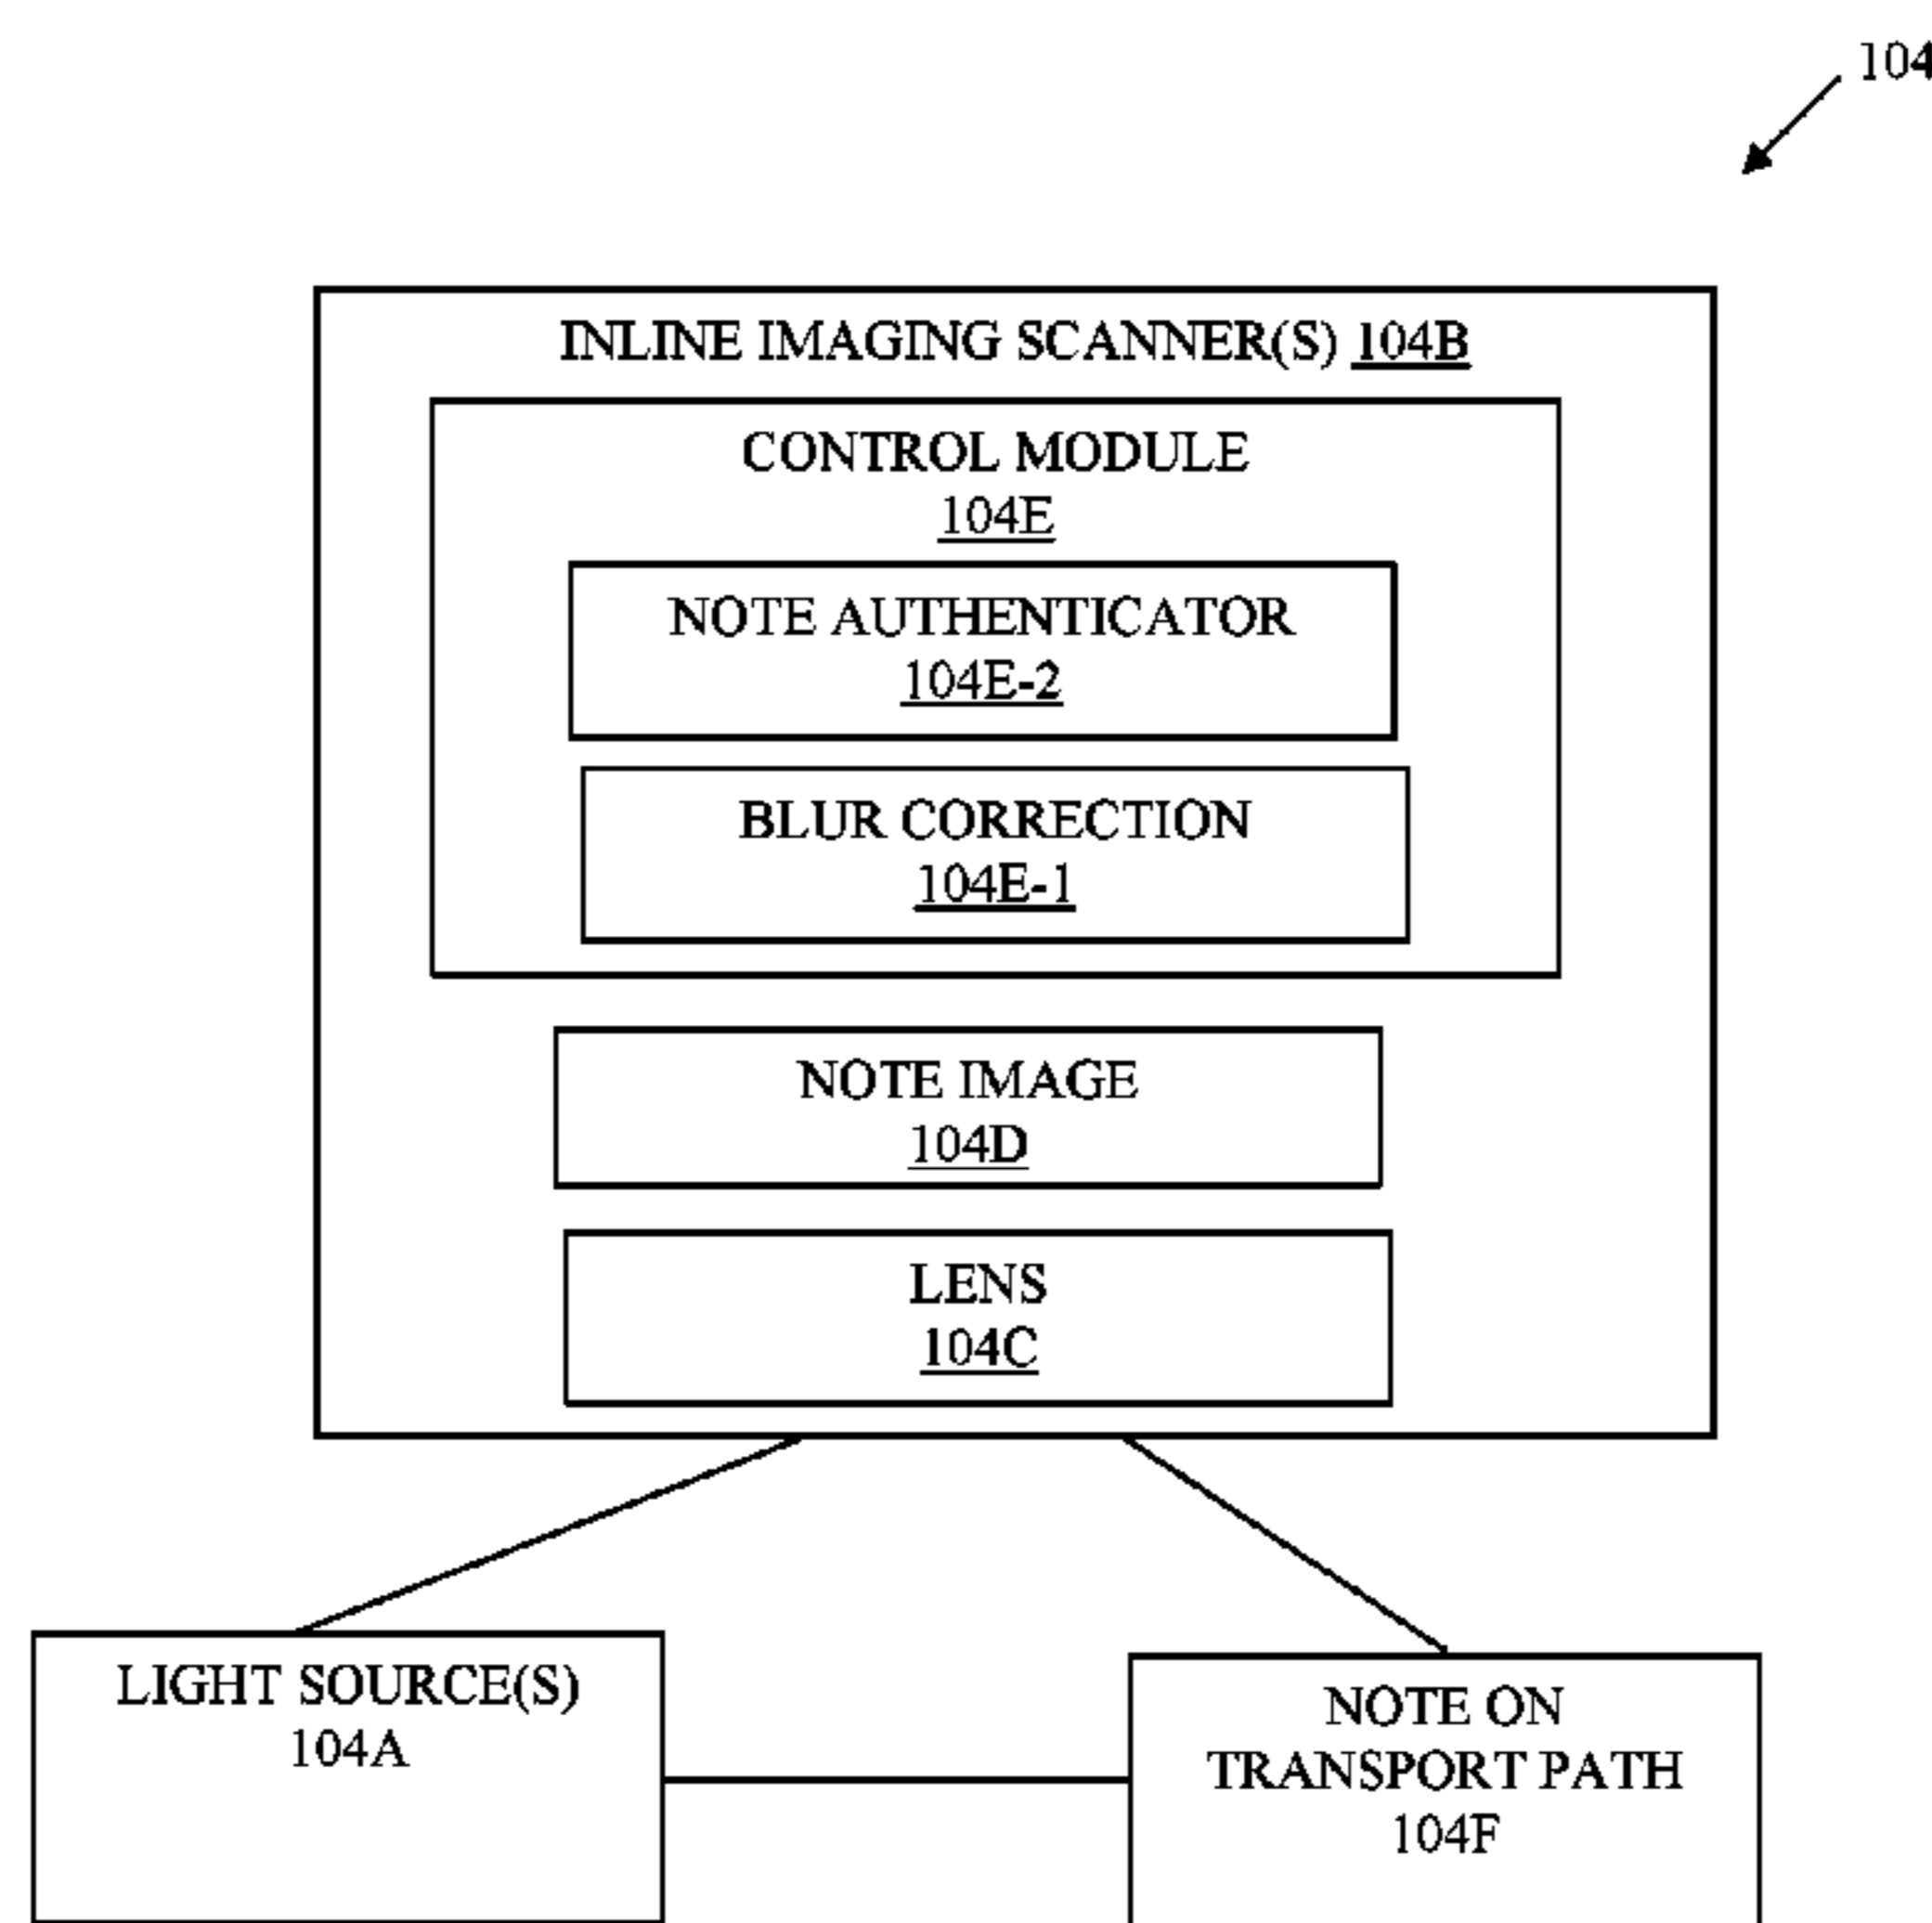 104
INLINE IMAGING SCANNER(S) 104B
CONTROL MODULE
104E
NOTE AUTHENTICATOR
104E-2
BLUR CORRECTION
104E-1
NOTE IMAGE
104D
LENS
104C
LIGHT SOURCE(S)
104A
NOTE ON
TRANSPORT PATH
104F